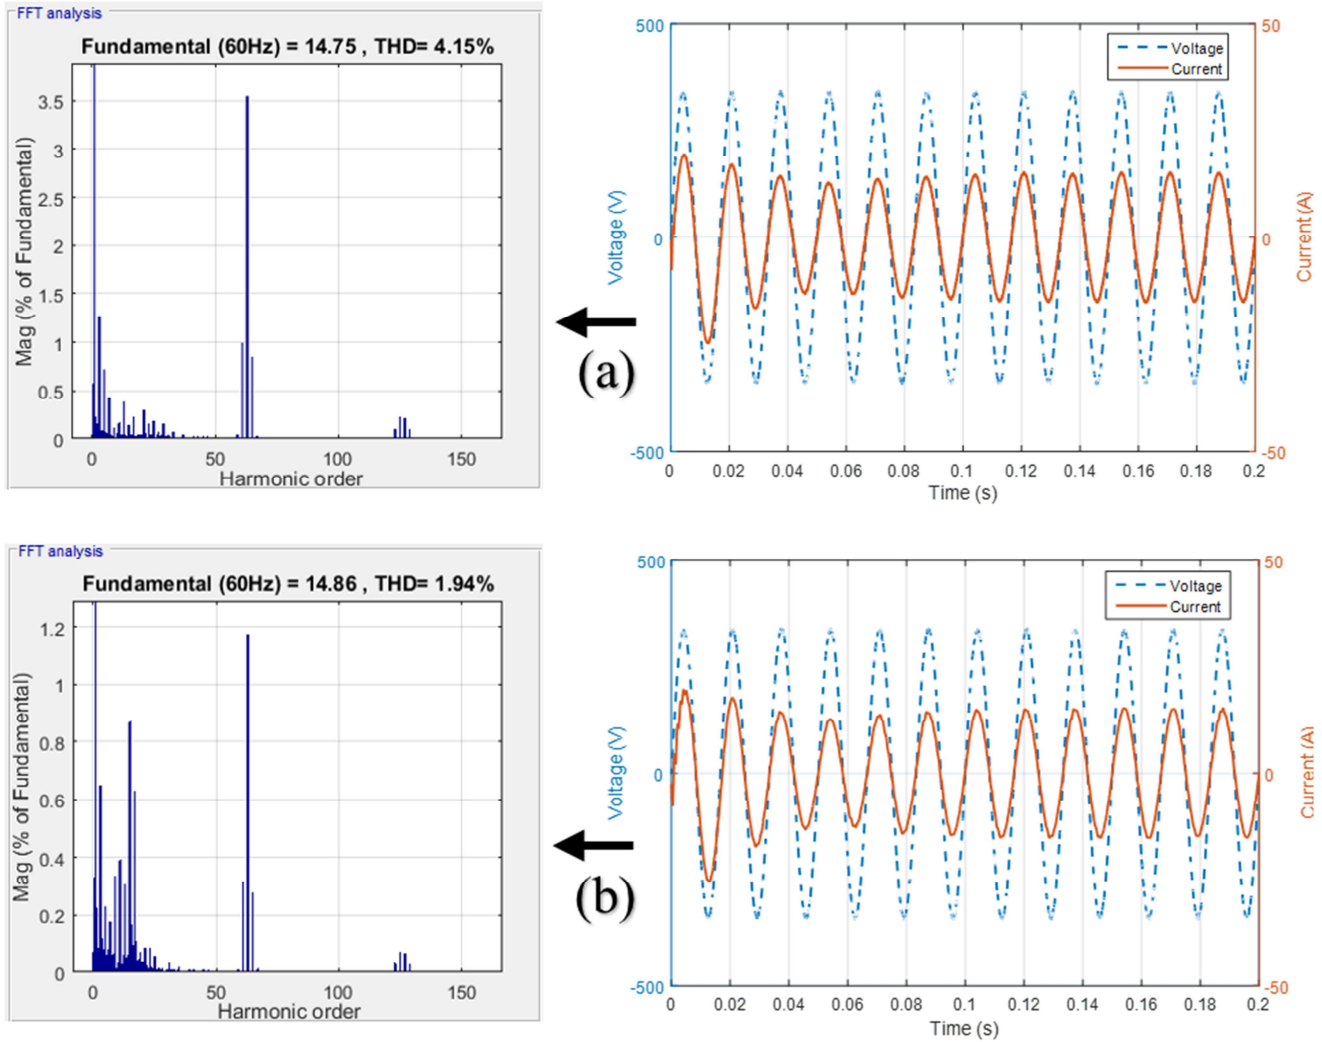 FFT analysis
Fundamental (60Hz) = 14.75 , THD= 4.15%
Mag (% of Fundamental)
3.5
3
2.5
2
1.5
1
0.5
0
0 50 100 150
Harmonic order
(a)
500
0
-500
Voltage (V)
Voltage
Current
50
0
-50
Current (A)
0 0.02 0.04 0.06 0.08 0.1 0.12 0.14 0.16 0.18 0.2
Time (s)
FFT analysis
Fundamental (60Hz) = 14.86 , THD= 1.94%
Mag (% of Fundamental)
1.2
1
0.8
0.6
0.4
0.2
0
0 50 100 150
Harmonic order
(b)
500
0
-500
Voltage (V)
Voltage
Current
50
0
-50
Current (A)
0 0.02 0.04 0.06 0.08 0.1 0.12 0.14 0.16 0.18 0.2
Time (s)